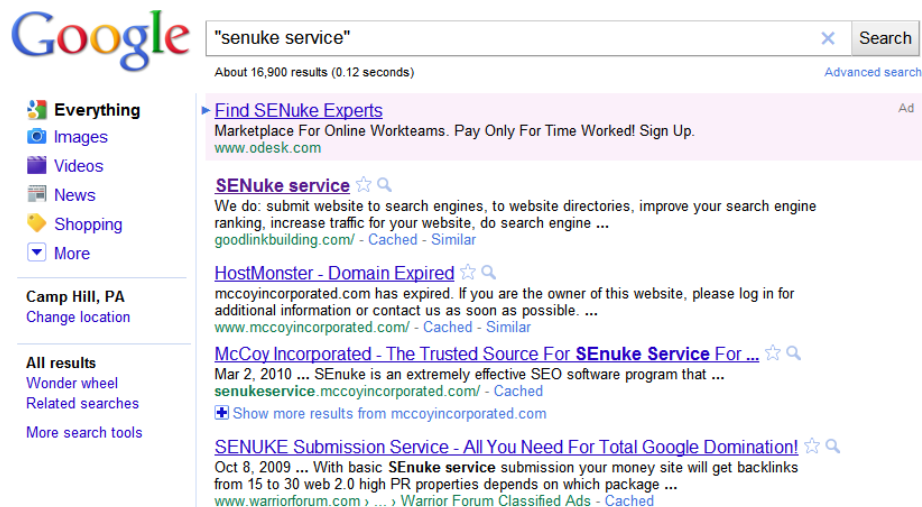 Google
"senuke service"
Search
About 16,900 results (0.12 seconds)
Advanced search
Everything
Images
Videos
News
Shopping
More
Camp Hill, PA
Change location
All results
Wonder wheel
Related searches
More search tools
Find SENuke Experts
Ad
Marketplace For Online Workteams. Pay Only For Time Worked! Sign Up.
www.odesk.com
SENuke service
We do: submit website to search engines, to website directories, improve your search engine
ranking, increase traffic for your website, do search engine ...
goodlinkbuilding.com/ - Cached - Similar
HostMonster - Domain Expired
mccoyincorporated.com has expired. If you are the owner of this website, please log in for
additional information or contact us as soon as possible. ...
www.mccoyincorporated.com/ - Cached - Similar
McCoy Incorporated - The Trusted Source For SEnuke Service For ...
Mar 2, 2010 ... SEnuke is an extremely effective SEO software program that ...
senukeservice.mccoyincorporated.com/ - Cached
Show more results from mccoyincorporated.com
SENUKE Submission Service - All You Need For Total Google Domination!
Oct 8, 2009 ... With basic SEnuke service submission your money site will get backlinks
from 15 to 30 web 2.0 high PR properties depends on which package ...
www.warriorforum.com › ... › Warrior Forum Classified Ads - Cached